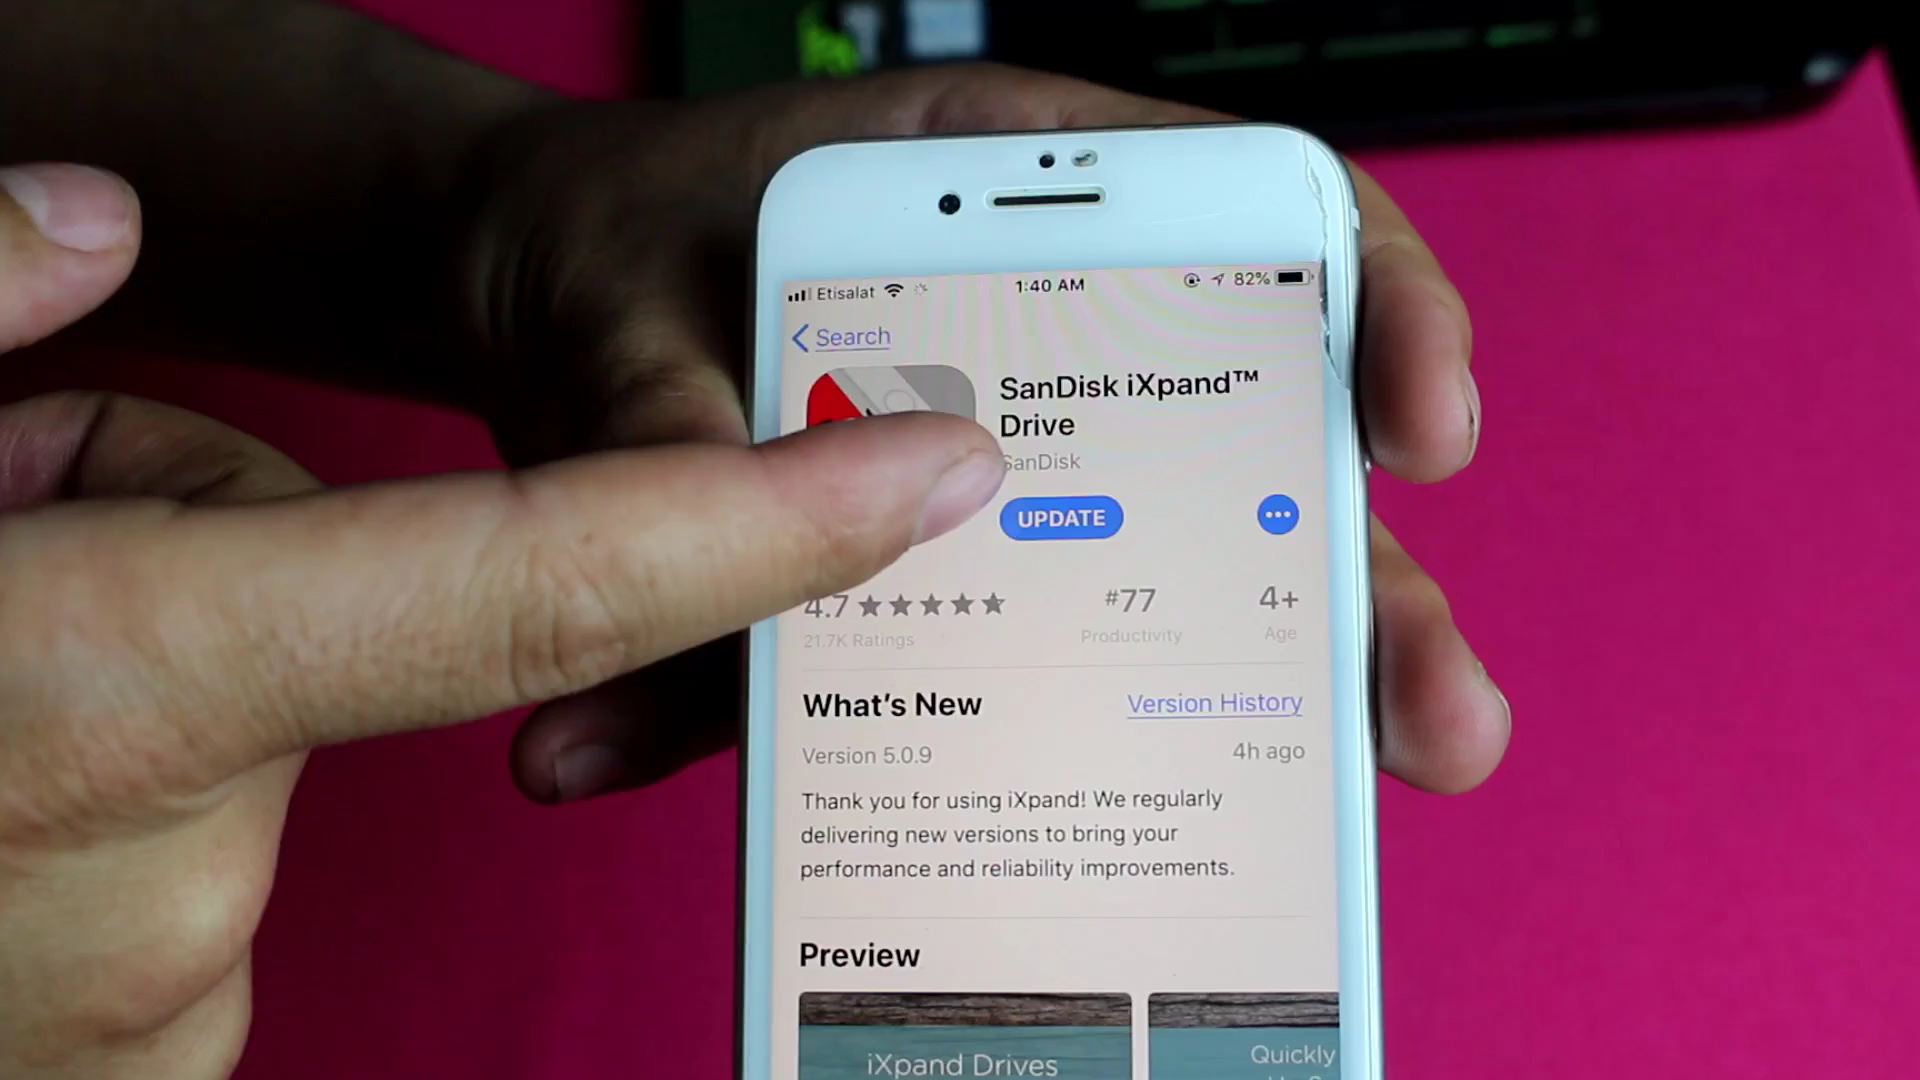 Etisalat 1:40 AM 82%
Search
SanDisk iXpand™
Drive
SanDisk
UPDATE
4.7 #77 4+
21.7K Ratings Productivity Age
What's New Version History
Version 5.0.9 4h ago
Thank you for using iXpand! We regularly
delivering new versions to bring your
performance and reliability improvements.
Preview
iXpand Drives Quickly